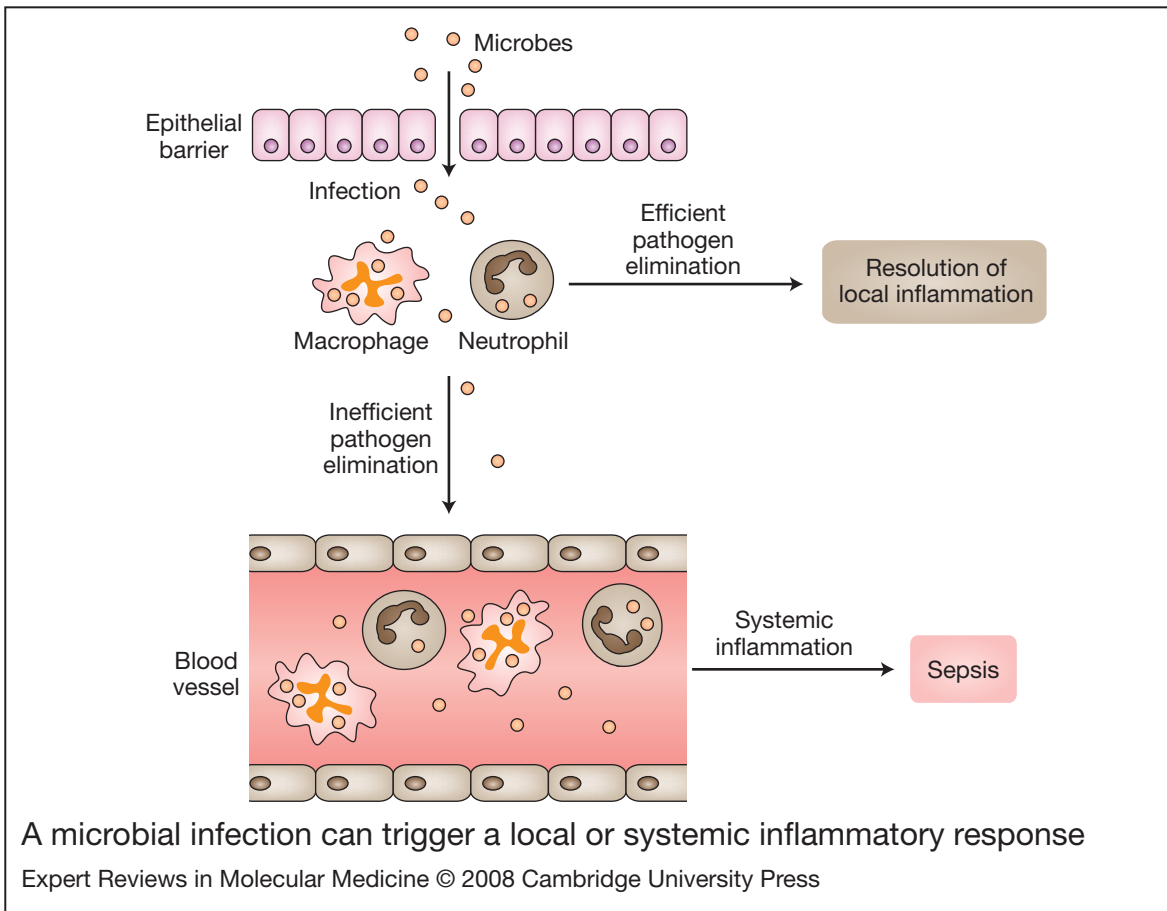 Microbes
Epithelial
barrier
Infection
Efficient
pathogen
elimination
Resolution of
local inflammation
Macrophage
Neutrophil
Inefficient
pathogen
elimination
Blood
vessel
Systemic
inflammation
Sepsis
A microbial infection can trigger a local or systemic inflammatory response
Expert Reviews in Molecular Medicine © 2008 Cambridge University Press